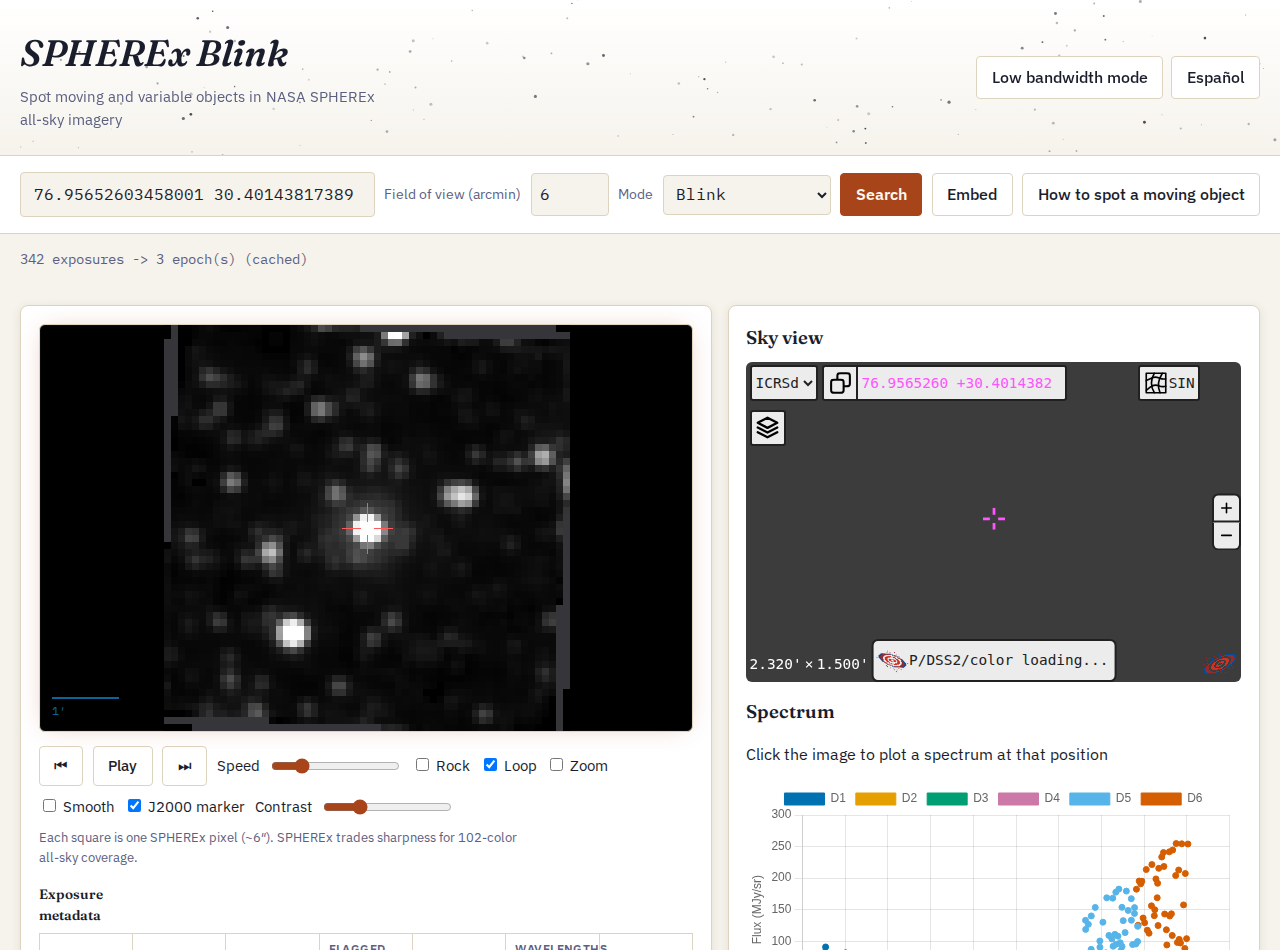 SPHEREx Blink
Spot moving and variable objects in NASA SPHEREx
all-sky imagery
Low bandwidth mode
Español
76.95652603458001 30.40143817389
Field of view (arcmin)
6
Mode
Blink
Search
Embed
How to spot a moving object
342 exposures -> 3 epoch(s) (cached)
1'
Play
Speed
Rock
Loop
Zoom
Smooth
J2000 marker
Contrast
Each square is one SPHEREx pixel (~6″). SPHEREx trades sharpness for 102-color
all-sky coverage.
Exposure
metadata
FLAGGED
WAVELENGTHS
Sky view
ICRSd
76.9565260 +30.4014382
SIN
+
−
2.320' × 1.500'
P/DSS2/color loading...
Spectrum
Click the image to plot a spectrum at that position
D1 D2 D3 D4 D5 D6
300
250
200
150
100
Flux (MJy/sr)